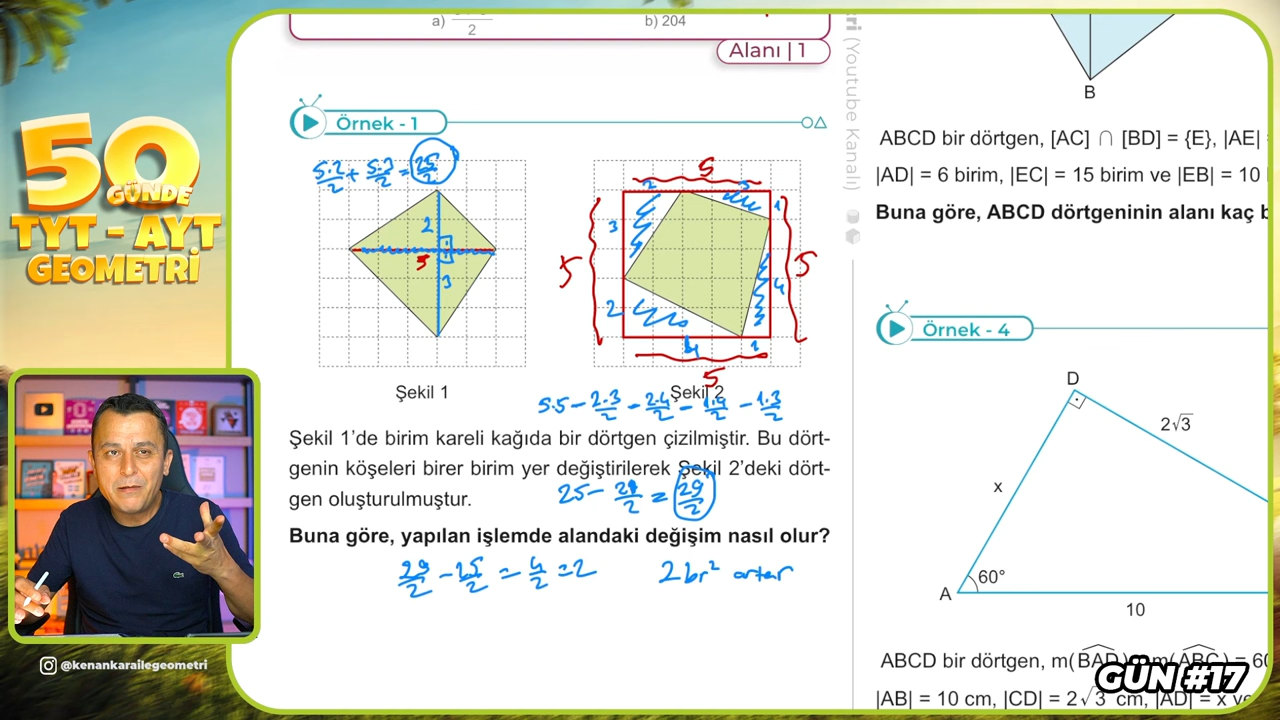 50
GÜNDE
TYT - AYT
GEOMETRİ
@kenankarailegeometri
a)
2
b) 204
Alanı | 1
Örnek - 1
5.2/2 + 5.3/2 = 25/2
2
5
3
Şekil 1
5
2
3
1
3
5
5
4
2
4
1
5
Şekil 2
5.5 - 2.3/2 - 2.4/2 - 1.4/2 - 1.3/2
Şekil 1'de birim kareli kağıda bir dörtgen çizilmiştir. Bu dört-
genin köşeleri birer birim yer değiştirilerek Şekil 2'deki dört-
gen oluşturulmuştur.
25 - 21/2 = 29/2
Buna göre, yapılan işlemde alandaki değişim nasıl olur?
29/2 - 25/2 = 4/2 = 2
2br² artar
(Youtube Kanalı)
B
ABCD bir dörtgen, [AC] ∩ [BD] = {E}, |AE|
|AD| = 6 birim, |EC| = 15 birim ve |EB| = 10
Buna göre, ABCD dörtgeninin alanı kaç b
Örnek - 4
D
2√3
x
60°
A
10
ABCD bir dörtgen, m(BAD) m(ABC) = 60
|AB| = 10 cm, |CD| = 2√3 cm, |AD| = x ve
GÜN #17